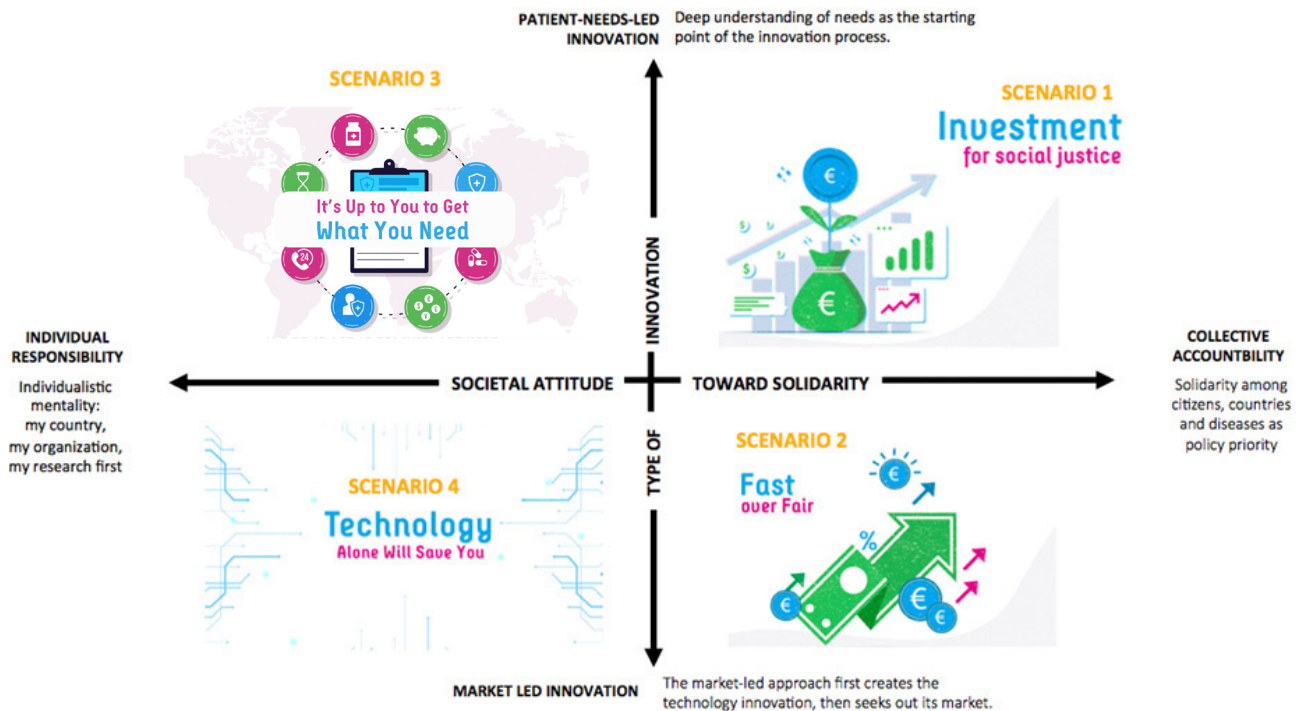 PATIENT-NEEDS-LED
INNOVATION
Deep understanding of needs as the starting
point of the innovation process.
SCENARIO 3
It's Up to You to Get
What You Need
24
SCENARIO 1
Investment
for social justice
€
$
$
$
€
INDIVIDUAL
RESPONSIBILITY
Individualistic
mentality:
my country,
my organization,
my research first
SOCIETAL ATTITUDE
TOWARD SOLIDARITY
TYPE OF
INNOVATION
COLLECTIVE
ACCOUNTBILITY
Solidarity among
citizens, countries
and diseases as
policy priority
SCENARIO 4
Technology
Alone Will Save You
SCENARIO 2
Fast
over Fair
€
%
€
€
€
MARKET LED INNOVATION
The market-led approach first creates the
technology innovation, then seeks out its market.